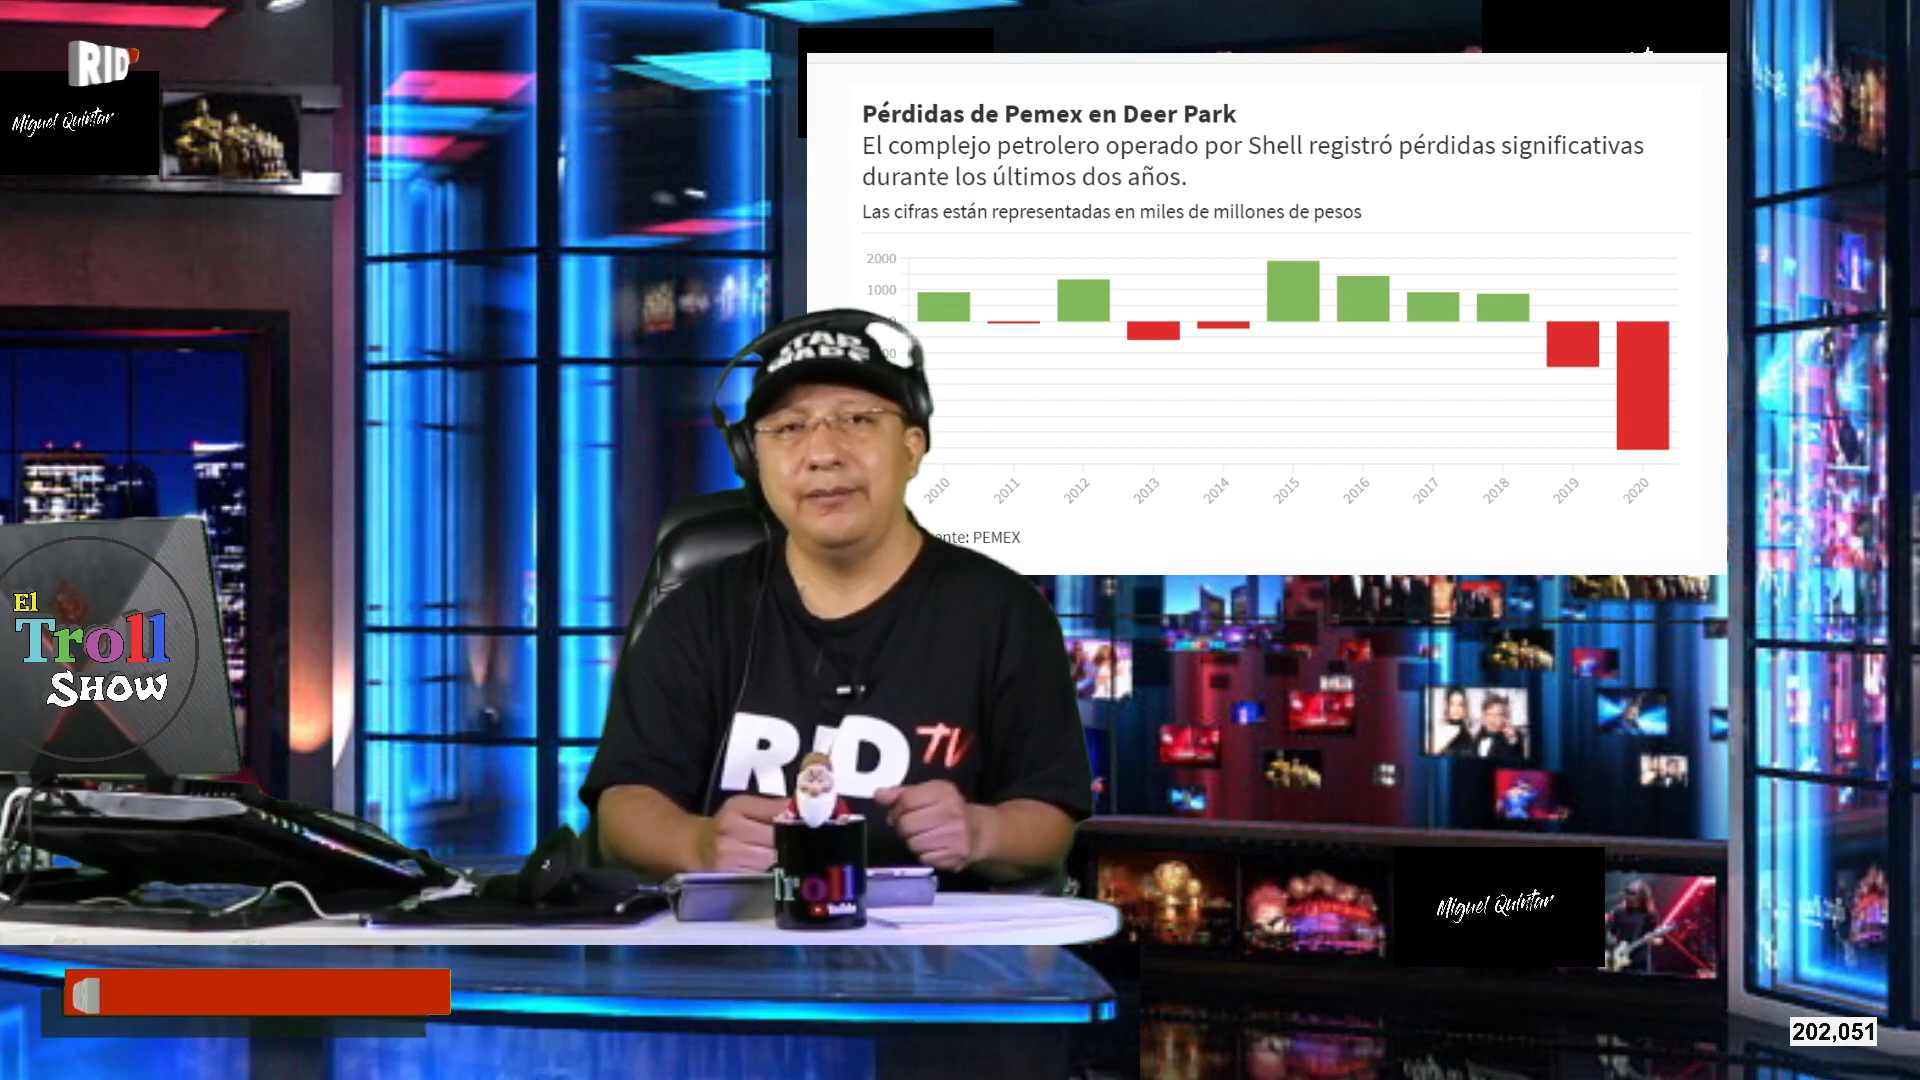 RID
Miguel Quintar
Pérdidas de Pemex en Deer Park
El complejo petrolero operado por Shell registró pérdidas significativas
durante los últimos dos años.
Las cifras están representadas en miles de millones de pesos
2000
1000
2010 2011 2012 2013 2014 2015 2016 2017 2018 2019 2020
PEMEX
STAR
WARS
El
Troll
SHOW
RID TV
Troll
YouTube
Miguel Quintar
202,051